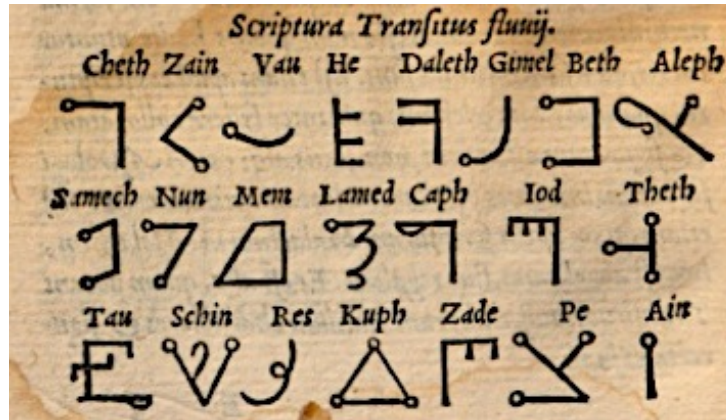 Scriptura Tranſitus fluuij.
Cheth Zain Vau He Daleth Gimel Beth Aleph
Samech Nun Mem Lamed Caph Iod Theth
Tau Schin Res Kuph Zade Pe Ain